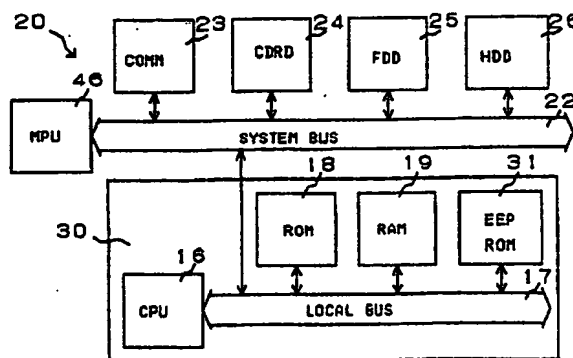 20
23
24
25
26
COMM
CDRD
FDD
HDD
46
MPU
22
SYSTEM BUS
30
18
19
31
ROM
RAM
EEP
ROM
16
17
CPU
LOCAL BUS